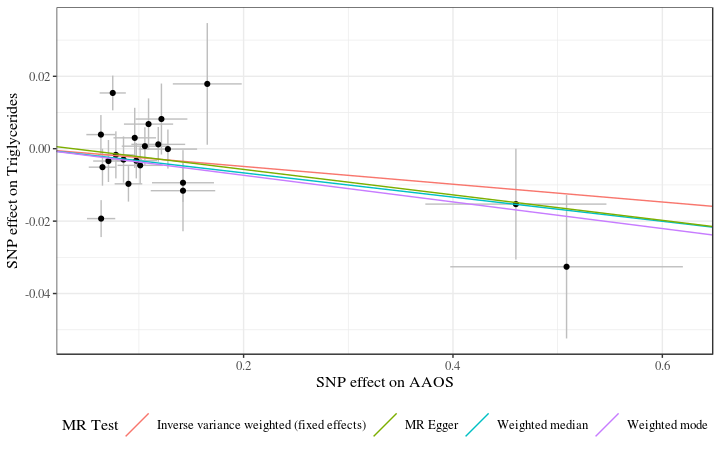 SNP effect on Triglycerides
0.02
0.00
-0.02
-0.04
0.2 0.4 0.6
SNP effect on AAOS
MR Test Inverse variance weighted (fixed effects) MR Egger Weighted median Weighted mode